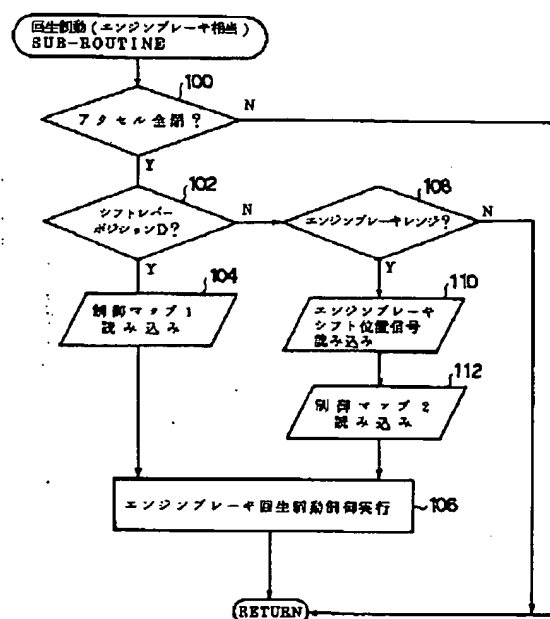 回生制動(エンジンブレーキ相当)
SUB-ROUTINE
100
アクセル全閉?
N
Y
102
シフトレバー
ポジションD?
N
Y
108
エンジンブレーキレンジ?
N
Y
104
制御マップ1
読み込み
110
エンジンブレーキ
シフト位置信号
読み込み
112
制御マップ2
読み込み
エンジンブレーキ回生制動制御実行
106
RETURN